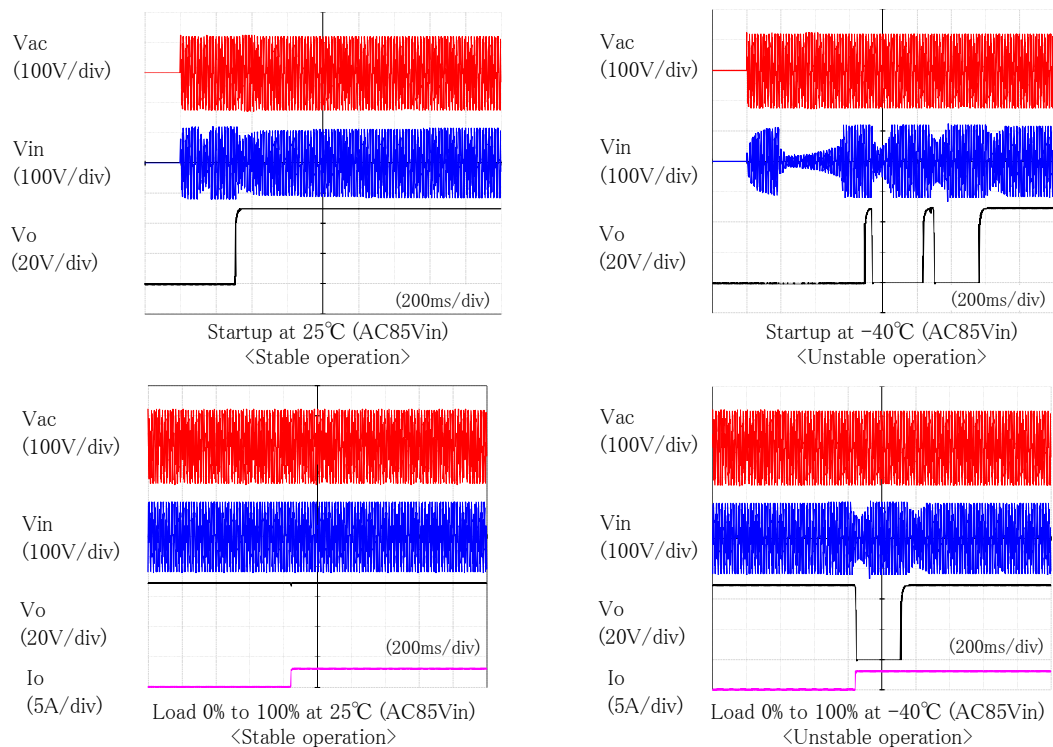 Vac
(100V/div)
Vin
(100V/div)
Vo
(20V/div)
(200ms/div)
Startup at 25℃ (AC85Vin)
<Stable operation>
Vac
(100V/div)
Vin
(100V/div)
Vo
(20V/div)
(200ms/div)
Startup at −40℃ (AC85Vin)
<Unstable operation>
Vac
(100V/div)
Vin
(100V/div)
Vo
(20V/div)
(200ms/div)
Io
(5A/div)
Load 0% to 100% at 25℃ (AC85Vin)
<Stable operation>
Vac
(100V/div)
Vin
(100V/div)
Vo
(20V/div)
(200ms/div)
Io
(5A/div)
Load 0% to 100% at −40℃ (AC85Vin)
<Unstable operation>